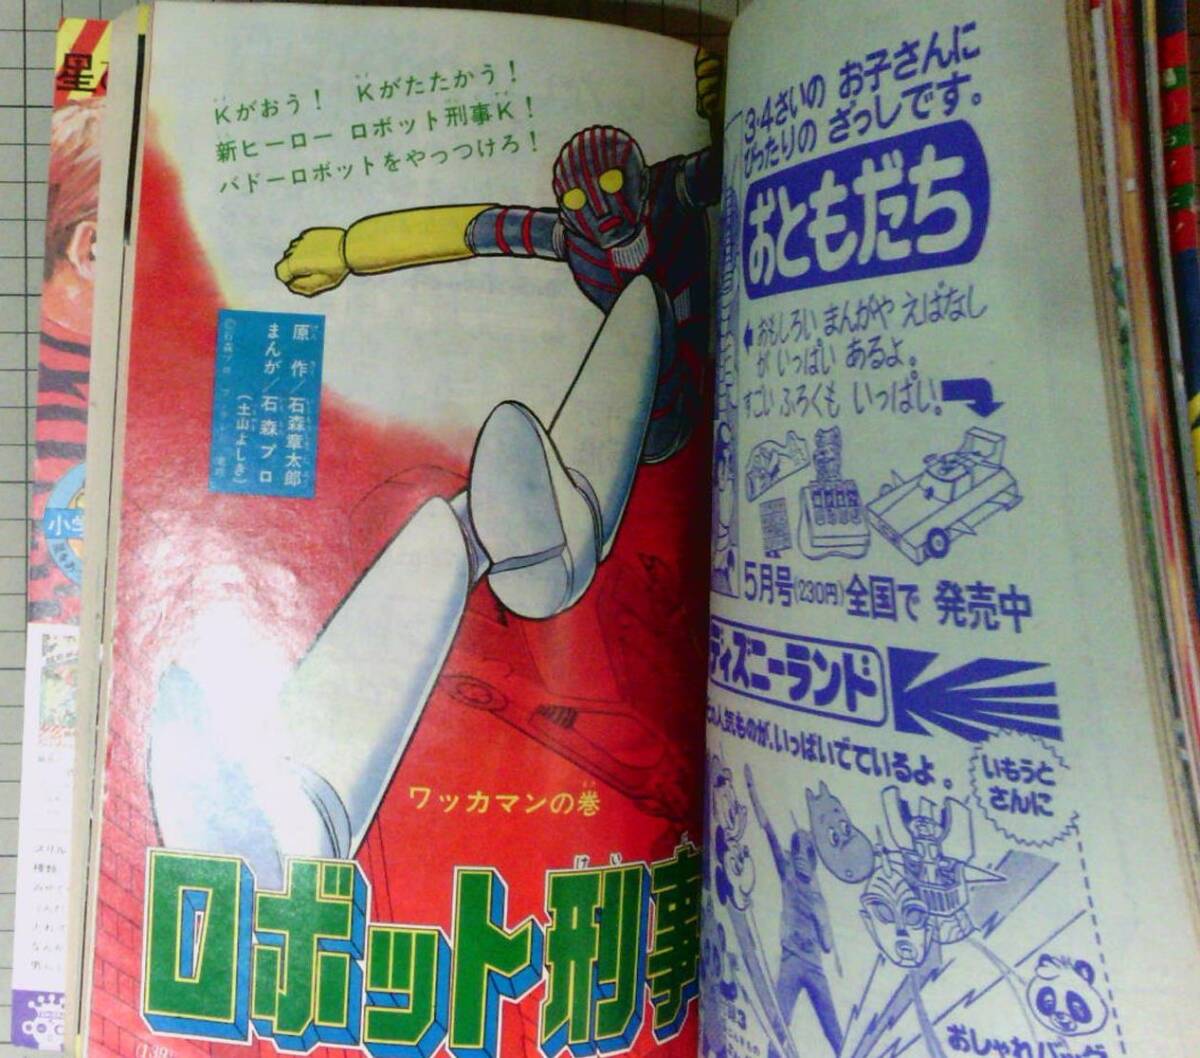 星
Kがおう! Kがたたかう!
新ヒーロー ロボット刑事K!
バドーロボットをやっつけろ!
原作/石森章太郎
まんが/石森プロ
(土山よしき)
ワッカマンの巻
ロボット刑事
3・4さいの お子さんに
ぴったりの ざっしです。
おともだち
おもしろい まんがや えばなし
が いっぱい あるよ。
すごい ふろくも いっぱい。
5月号(230円)全国で 発売中
ディズニーランド
人気ものが、いっぱいでているよ。
いもうと
さんに
おしゃれバッグ